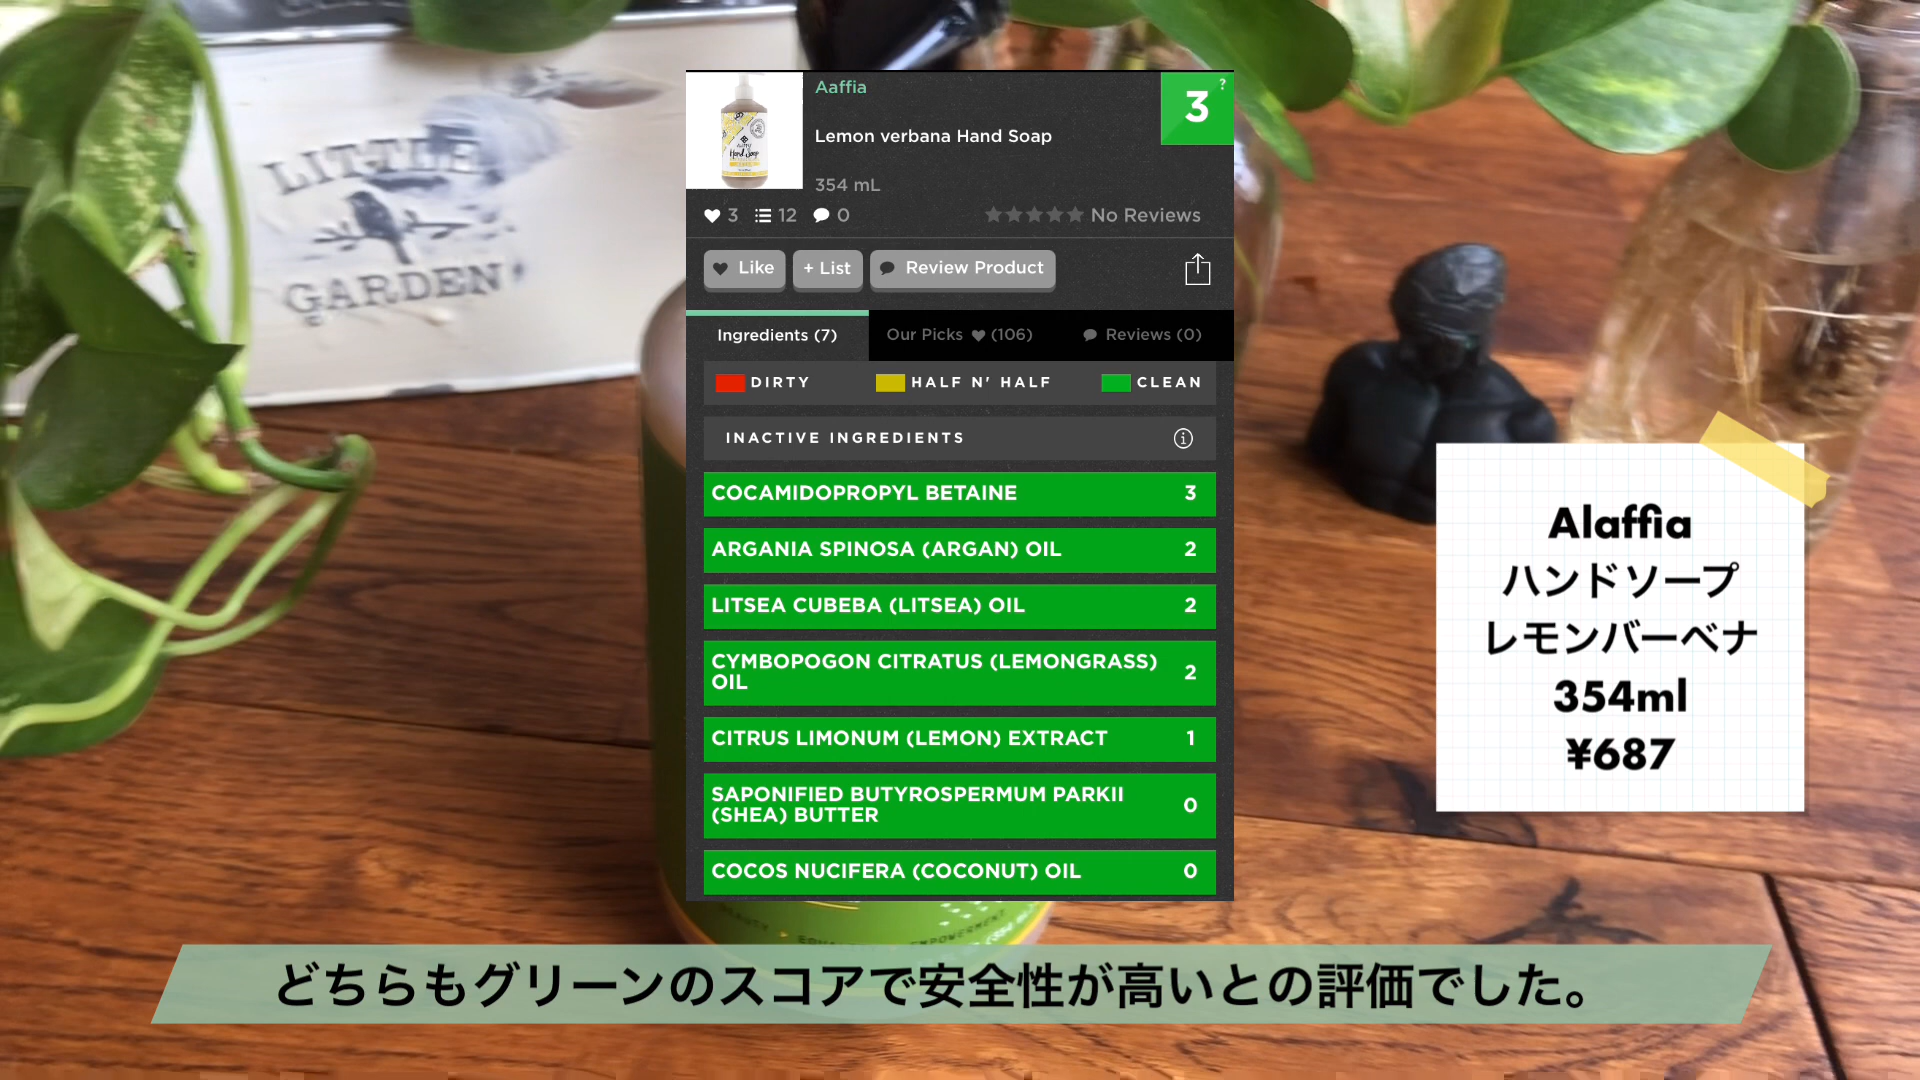 LITTLE
GARDEN
Aaffia
3
?
Lemon verbana Hand Soap
354 mL
3 12 0
No Reviews
Like
+ List
Review Product
Ingredients (7)
Our Picks (106)
Reviews (0)
DIRTY
HALF N' HALF
CLEAN
INACTIVE INGREDIENTS
COCAMIDOPROPYL BETAINE 3
ARGANIA SPINOSA (ARGAN) OIL 2
LITSEA CUBEBA (LITSEA) OIL 2
CYMBOPOGON CITRATUS (LEMONGRASS)
OIL 2
CITRUS LIMONUM (LEMON) EXTRACT 1
SAPONIFIED BUTYROSPERMUM PARKII
(SHEA) BUTTER 0
COCOS NUCIFERA (COCONUT) OIL 0
Alaffia
ハンドソープ
レモンバーベナ
354ml
¥687
BEAUTY EQUALITY EMPOWERMENT
どちらもグリーンのスコアで安全性が高いとの評価でした。